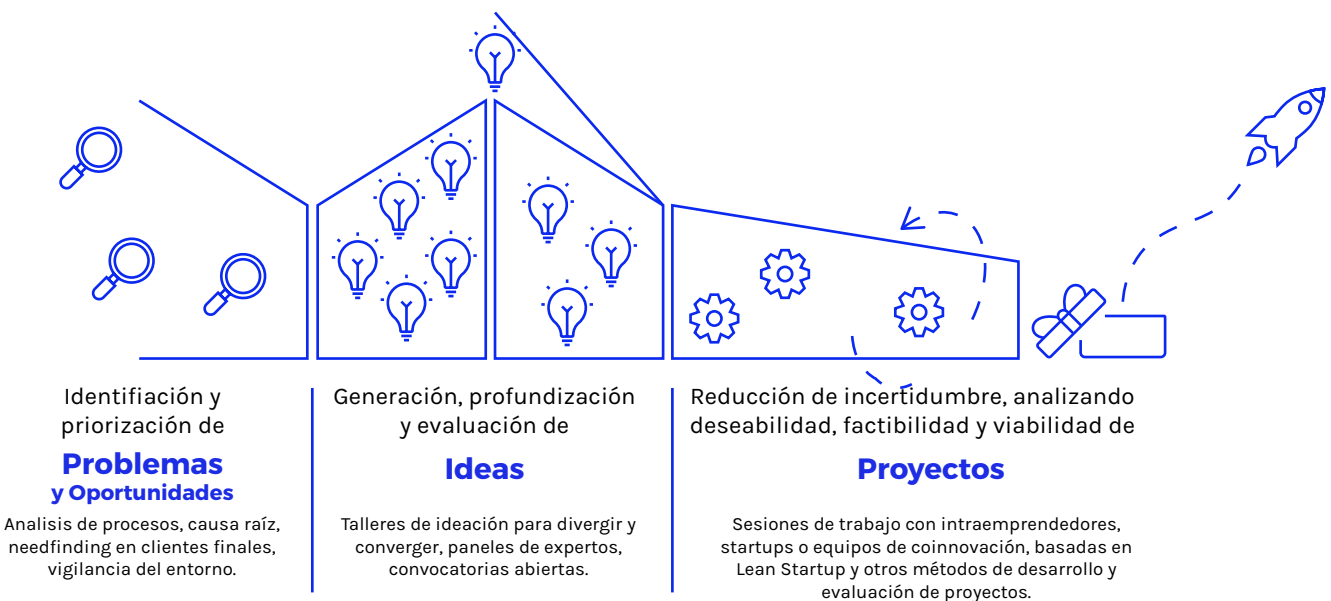 Identifiación y
priorización de
Problemas
y Oportunidades
Analisis de procesos, causa raíz,
needfinding en clientes finales,
vigilancia del entorno.
Generación, profundización
y evaluación de
Ideas
Talleres de ideación para divergir y
converger, paneles de expertos,
convocatorias abiertas.
Reducción de incertidumbre, analizando
deseabilidad, factibilidad y viabilidad de
Proyectos
Sesiones de trabajo con intraemprendedores,
startups o equipos de coinnovación, basadas en
Lean Startup y otros métodos de desarrollo y
evaluación de proyectos.